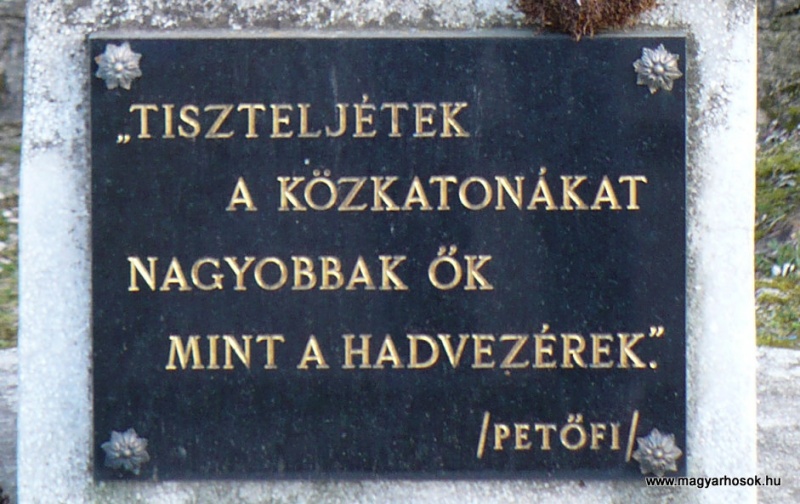 „TISZTELJÉTEK
A KÖZKATONÁKAT
NAGYOBBAK ŐK
MINT A HADVEZÉREK.”
/PETŐFI/
www.magyarhosok.hu